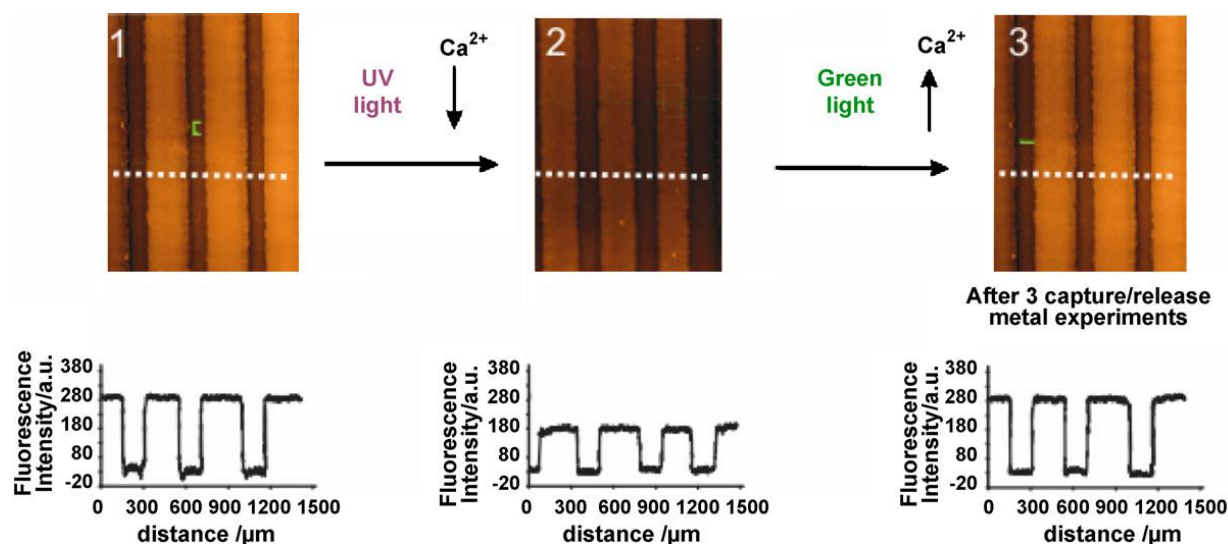 1
UV
light
Ca²⁺
2
Green
light
Ca²⁺
3
After 3 capture/release
metal experiments
Fluorescence
Intensity/a.u.
380
280
180
80
-20
0 300 600 900 1200 1500
distance /µm
Fluorescence
Intensity/a.u.
380
280
180
80
-20
0 300 600 900 1200 1500
distance /µm
Fluorescence
Intensity/a.u.
380
280
180
80
-20
0 300 600 900 1200 1500
distance /µm